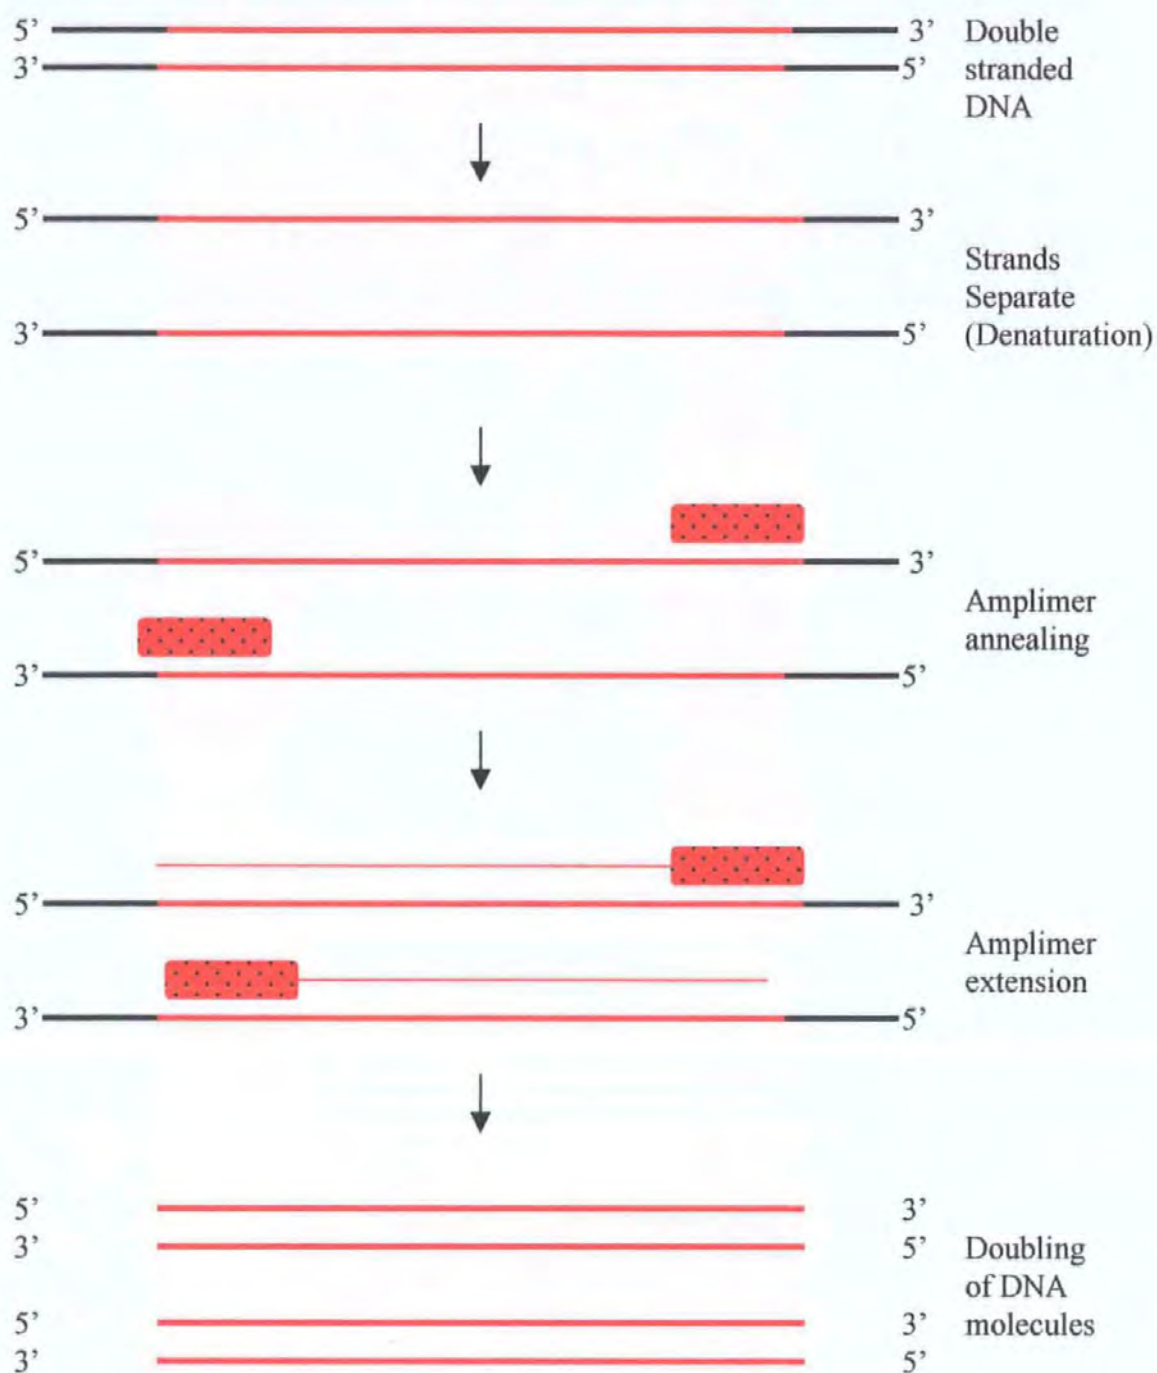 5’ 3’ Double
3’ 5’ stranded
DNA
5’ 3’
Strands
Separate
3’ 5’ (Denaturation)
5’ 3’
Amplimer
annealing
3’ 5’
5’ 3’
Amplimer
extension
3’ 5’
5’ 3’
3’ 5’ Doubling
of DNA
5’ 3’ molecules
3’ 5’